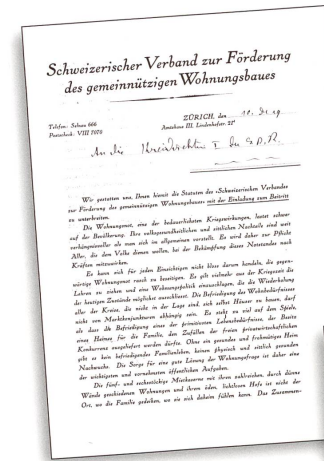 Schweizerischer Verband zur Förderung
des gemeinnützigen Wohnungsbaues
Telefon: Selnau 666
Postscheck: VIII 7070
ZÜRICH, den
Amtshaus III, Lindenhofstr. 21
An die Kreisdirektion
Wir gestatten uns, Ihnen hiemit die Statuten des «Schweizerischen Verbandes
zur Förderung des gemeinnützigen Wohnungsbaues» mit der Einladung zum Beitritt
zu unterbreiten.
Die Wohnungsnot, eine der bedauerlichsten Kriegswirkungen, lastet schwer
auf der Bevölkerung. Ihre volksgesundheitlichen und sittlichen Nachteile sind weit
verhängnisvoller als man sich im allgemeinen vorstellt. Es wird daher zur Pflicht
Aller, die dem Volke dienen wollen, bei der Bekämpfung dieses Notstandes nach
Kräften mitzuwirken.
Es kann sich für jeden Einsichtigen nicht blose darum handeln, die gegen-
wärtige Wohnungsnot rasch zu beseitigen. Es gilt vielmehr aus der Kriegszeit die
Lehren zu ziehen und eine Wohnungspolitik einzuschlagen, die die Wiederholung
der heutigen Zustände möglichst ausschliesst. Die Befriedigung des Wohnbedürfnisses
aller der Kreise, die nicht in der Lage sind, sich selbst Häuser zu bauen, darf
nicht von Marktkonjunkturen abhängig sein. Es steht zu viel auf dem Spiele,
als dass die Befriedigung eines der primitivsten Lebensbedürfnisse, der Besitz
eines Heimes für die Familie, den Zufällen der freien privatwirtschaftlichen
Konkurrenz ausgeliefert werden dürfte. Ohne ein gesundes und frohmütiges Heim
gibt es kein befriedigendes Familienleben, keinen physisch und sittlich gesunden
Nachwuchs. Die Sorge für eine gute Lösung der Wohnungsfrage ist daher eine
der wichtigsten und vornehmsten öffentlichen Aufgaben.
Die fünf- und sechsstöckige Mietkaserne mit ihren zahlreichen, durch dünne
Wände geschiedenen Wohnungen und ihrem öden, lichtlosen Hofe ist nicht der
Ort, wo die Familie gedeihen, wo sie sich daheim fühlen kann. Das Zusammen-